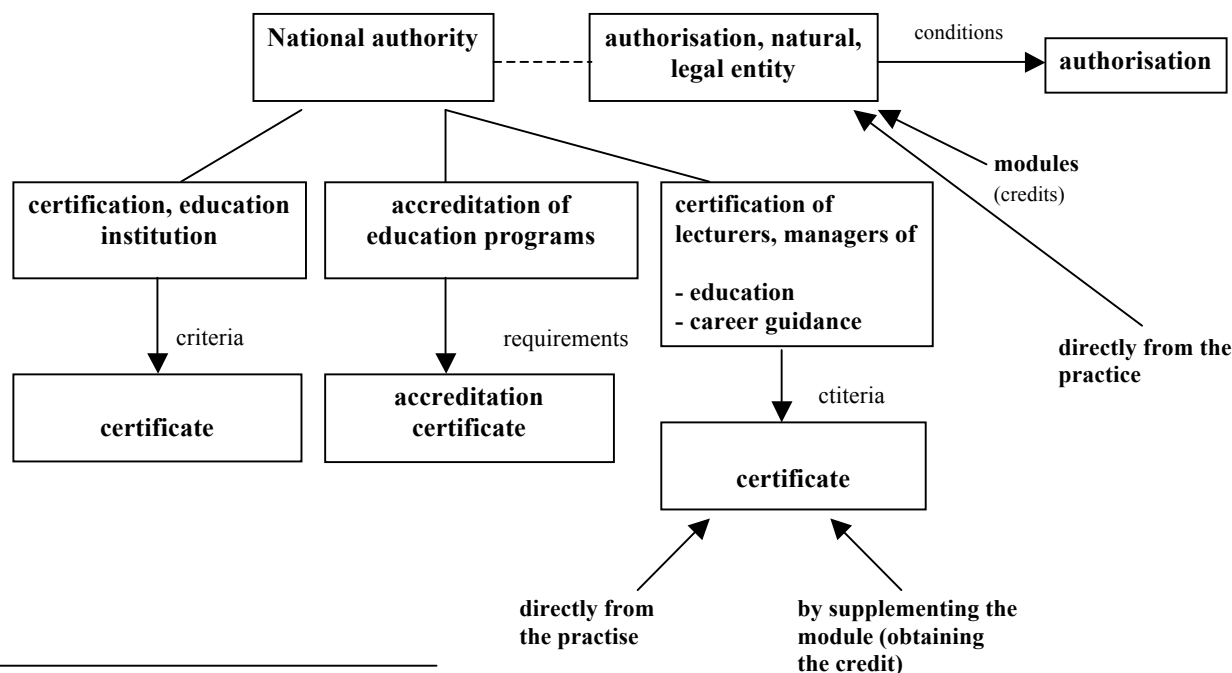 National authority
authorisation, natural,
legal entity
conditions
authorisation
modules
(credits)
certification, education
institution
accreditation of
education programs
certification of
lecturers, managers of
- education
- career guidance
directly from the
practice
criteria
requirements
ctiteria
certificate
accreditation
certificate
certificate
directly from
the practise
by supplementing the
module (obtaining
the credit)